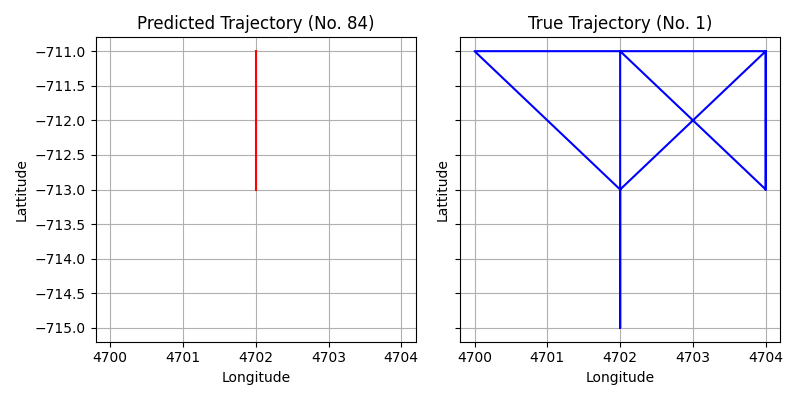 Predicted Trajectory (No. 84)
True Trajectory (No. 1)
−711.0
−711.5
−712.0
−712.5
−713.0
−713.5
−714.0
−714.5
−715.0
Lattitude
Lattitude
4700 4701 4702 4703 4704
4700 4701 4702 4703 4704
Longitude
Longitude